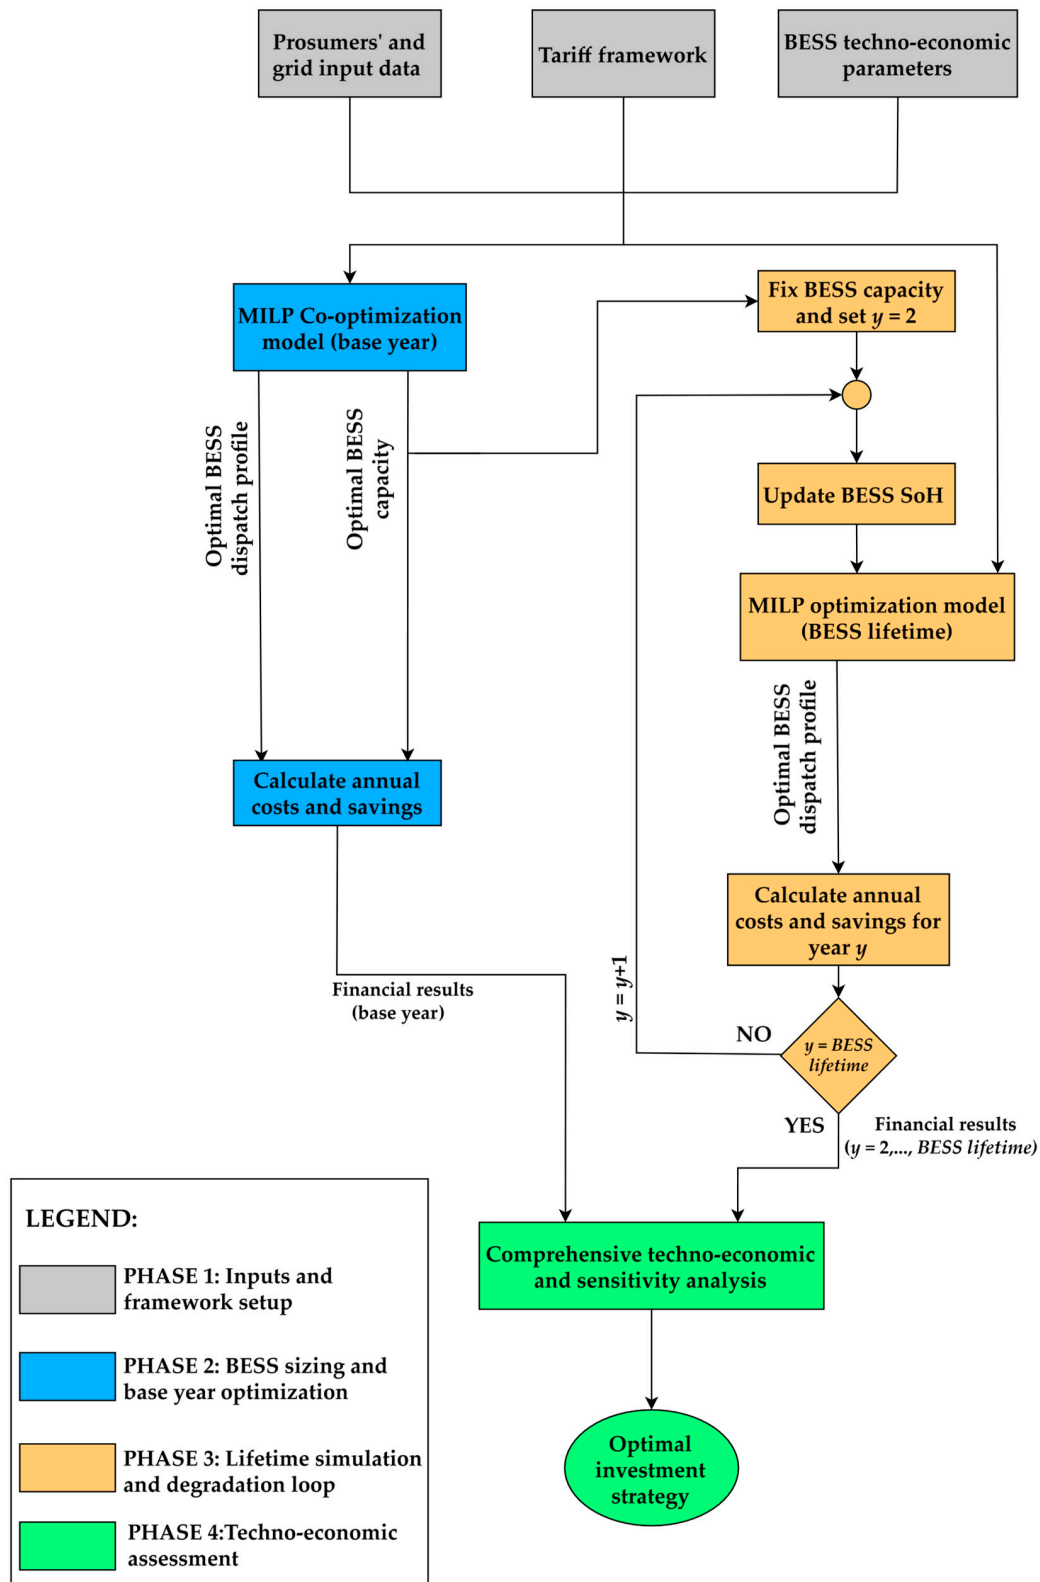 Prosumers' and
grid input data
Tariff framework
BESS techno-economic
parameters
MILP Co-optimization
model (base year)
Fix BESS capacity
and set y = 2
Optimal BESS
dispatch profile
Optimal BESS
capacity
Update BESS SoH
MILP optimization model
(BESS lifetime)
Optimal BESS
dispatch profile
Calculate annual
costs and savings
Calculate annual
costs and savings for
year y
Financial results
(base year)
y = y+1
NO
y = BESS
lifetime
YES
Financial results
(y = 2,..., BESS lifetime)
Comprehensive techno-economic
and sensitivity analysis
Optimal
investment
strategy
LEGEND:
PHASE 1: Inputs and
framework setup
PHASE 2: BESS sizing and
base year optimization
PHASE 3: Lifetime simulation
and degradation loop
PHASE 4:Techno-economic
assessment